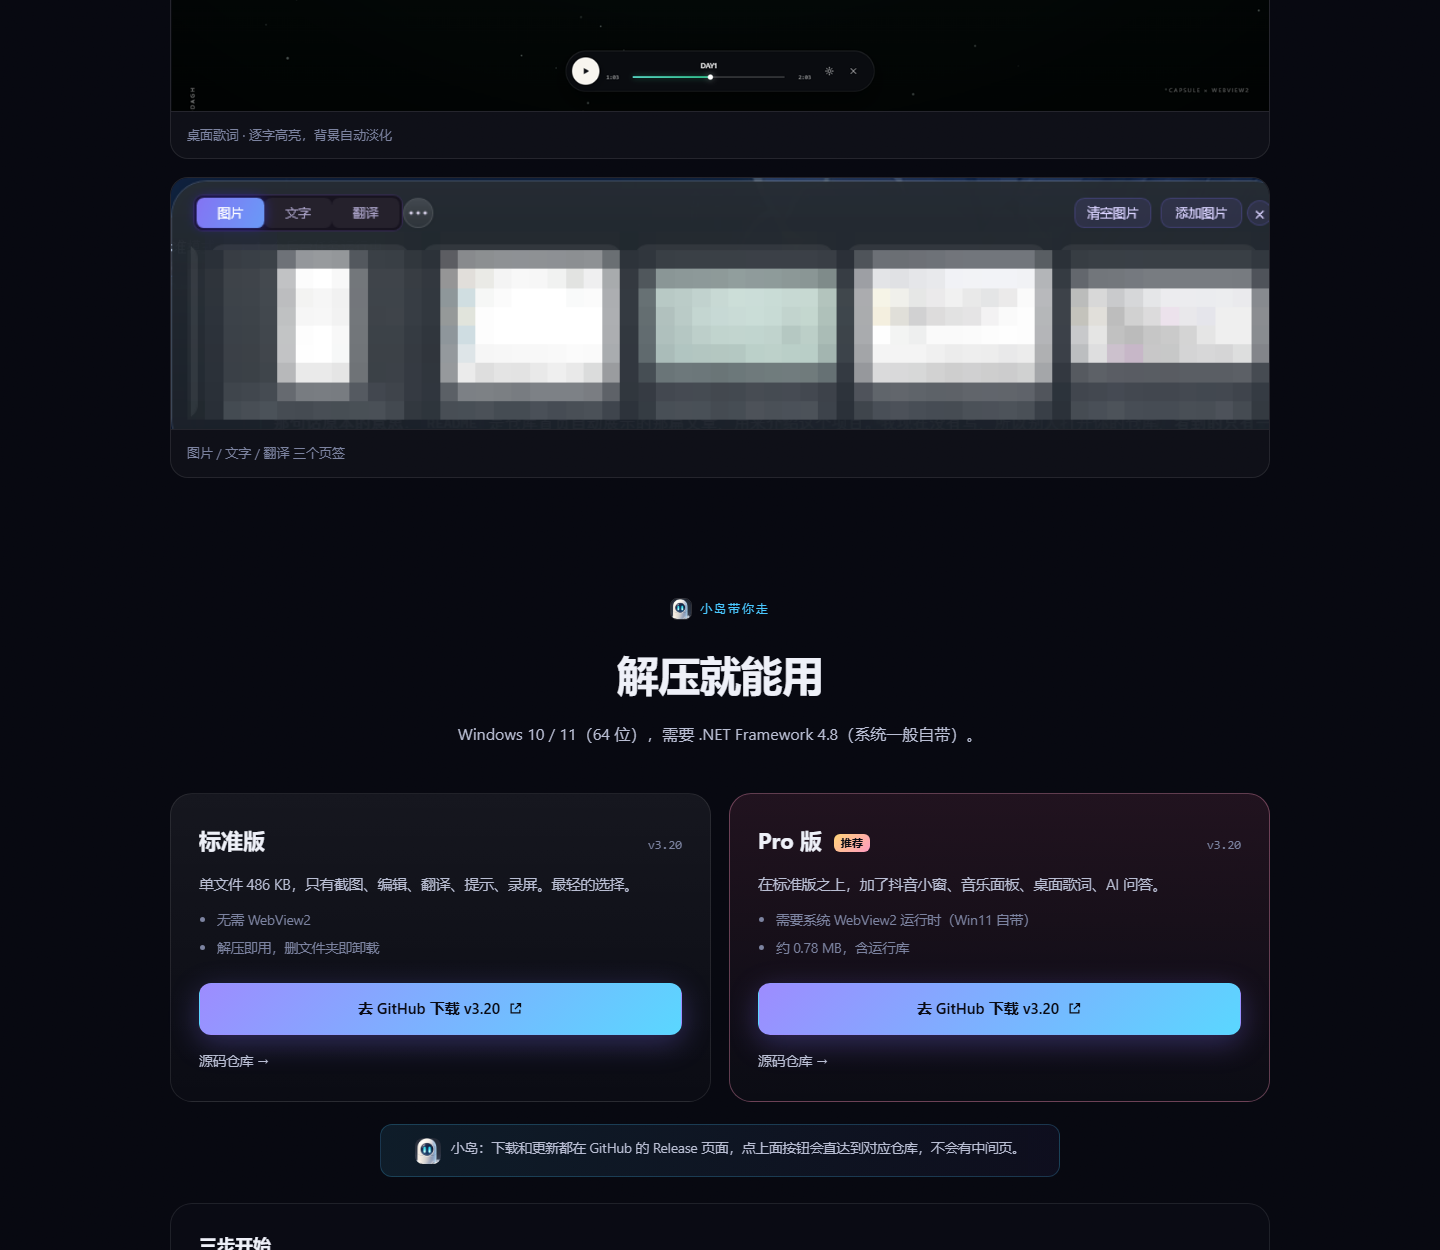 DAY1
1:03
2:03
DAGH
"CAPSULE × WEBVIEW2
桌面歌词 · 逐字高亮，背景自动淡化
图片 文字 翻译 ••• 清空图片 添加图片 ×
图片 / 文字 / 翻译 三个页签
小岛带你走
解压就能用
Windows 10 / 11（64 位），需要 .NET Framework 4.8（系统一般自带）。
标准版 v3.20
单文件 486 KB，只有截图、编辑、翻译、提示、录屏。最轻的选择。
• 无需 WebView2
• 解压即用，删文件夹即卸载
去 GitHub 下载 v3.20
源码仓库 →
Pro 版 推荐 v3.20
在标准版之上，加了抖音小窗、音乐面板、桌面歌词、AI 问答。
• 需要系统 WebView2 运行时（Win11 自带）
• 约 0.78 MB，含运行库
去 GitHub 下载 v3.20
源码仓库 →
小岛：下载和更新都在 GitHub 的 Release 页面，点上面按钮会直达到对应仓库，不会有中间页。
三步开始